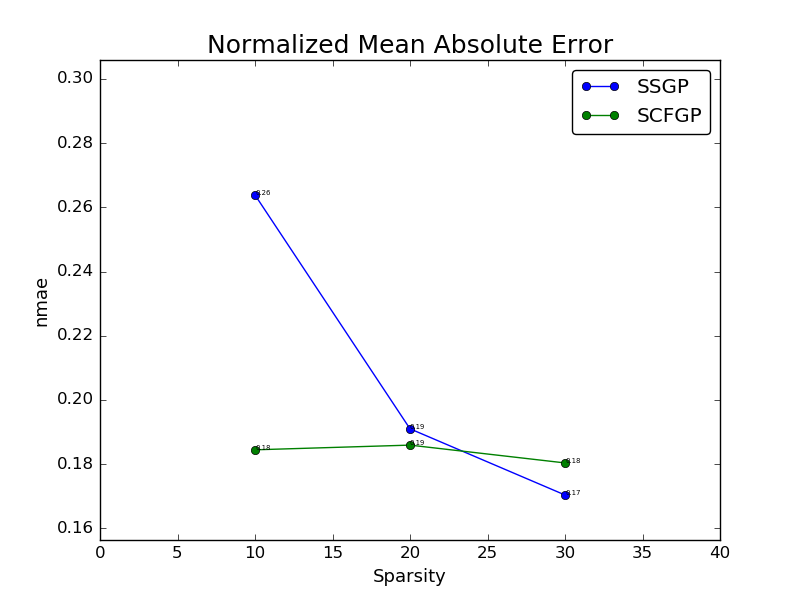 Normalized Mean Absolute Error
SSGP
SCFGP
0.30
0.28
0.26
0.24
0.22
0.20
0.18
0.16
nmae
0.26
0.19
0.17
0.18
0.19
0.18
0 5 10 15 20 25 30 35 40
Sparsity